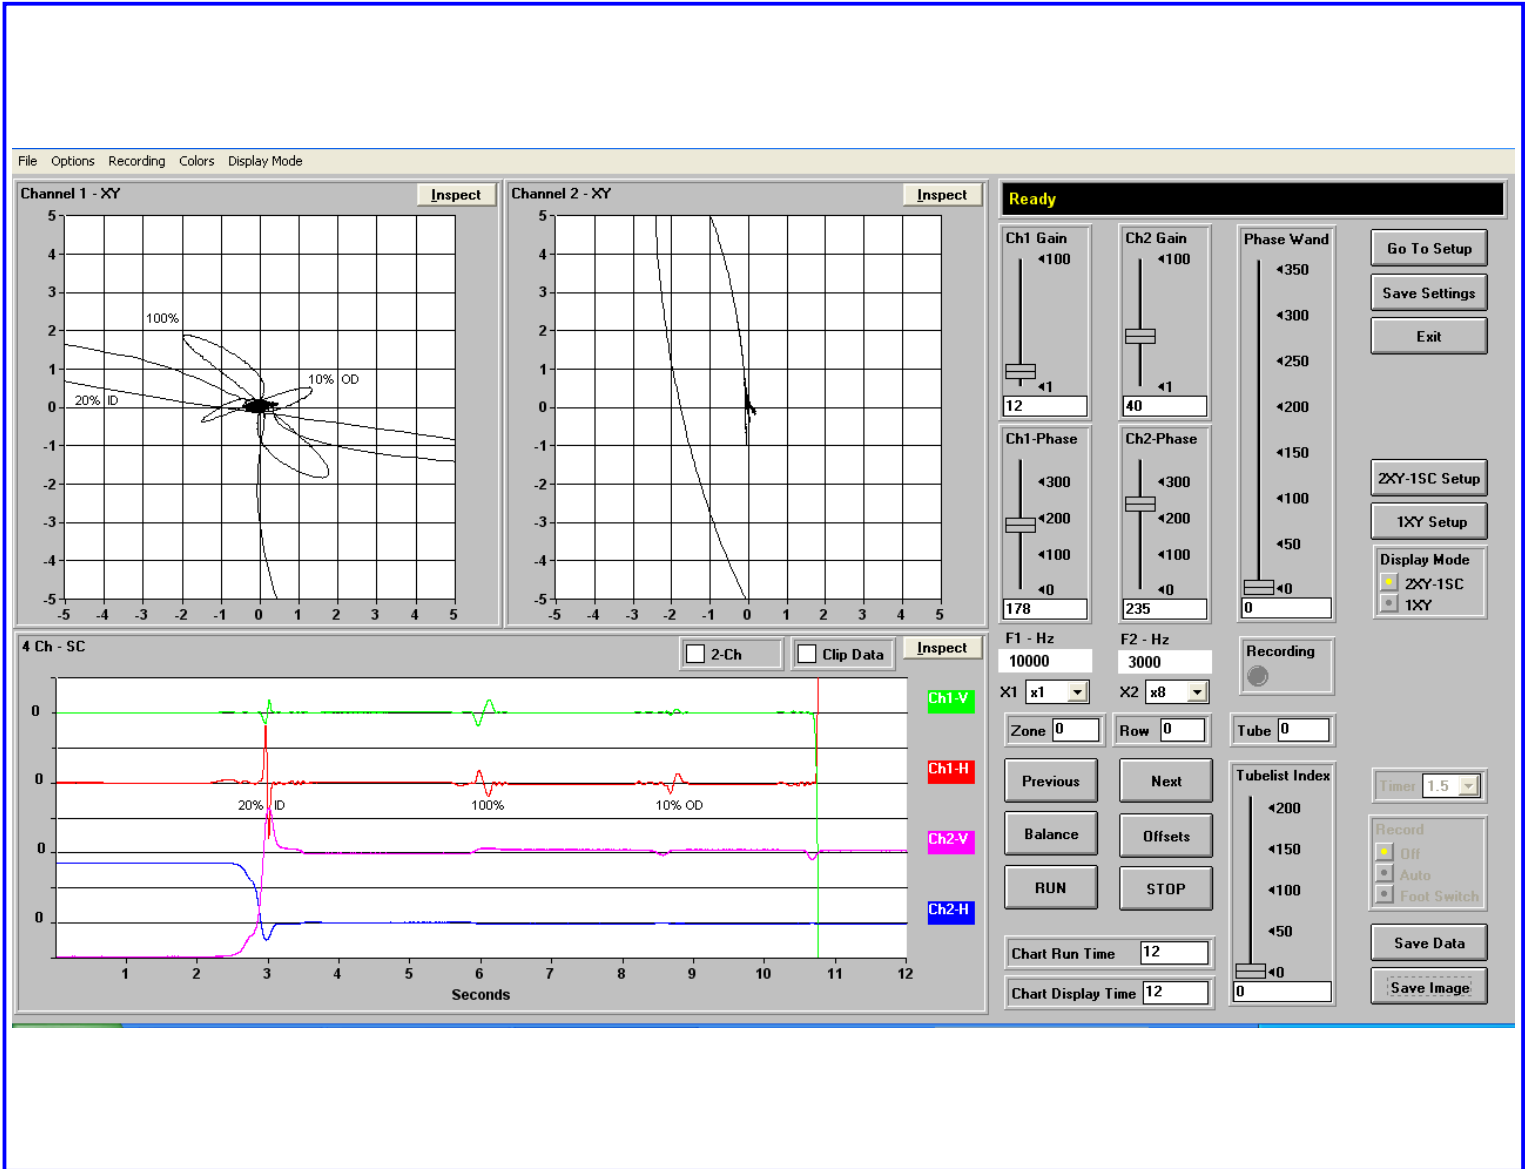 File Options Recording Colors Display Mode
Channel 1 - XY
Inspect
5
4
3
2
1
0
-1
-2
-3
-4
-5
-5 -4 -3 -2 -1 0 1 2 3 4 5
100%
10% OD
20% ID
Channel 2 - XY
Inspect
5
4
3
2
1
0
-1
-2
-3
-4
-5
-5 -4 -3 -2 -1 0 1 2 3 4 5
4 Ch - SC
2-Ch
Clip Data
Inspect
0
0
0
0
20% ID
100%
10% OD
Ch1-V
Ch1-H
Ch2-V
Ch2-H
1 2 3 4 5 6 7 8 9 10 11 12
Seconds
Ready
Ch1 Gain
100
1
12
Ch2 Gain
100
1
40
Phase Wand
350
300
250
200
150
100
50
0
0
Ch1-Phase
300
200
100
0
178
Ch2-Phase
300
200
100
0
235
Go To Setup
Save Settings
Exit
2XY-1SC Setup
1XY Setup
Display Mode
2XY-1SC
1XY
F1 - Hz
10000
F2 - Hz
3000
X1 x1
X2 x8
Recording
Zone 0
Row 0
Tube 0
Previous
Next
Balance
Offsets
RUN
STOP
Chart Run Time 12
Chart Display Time 12
Tubelist Index
200
150
100
50
0
0
Timer 1.5
Record
Off
Auto
Foot Switch
Save Data
Save Image